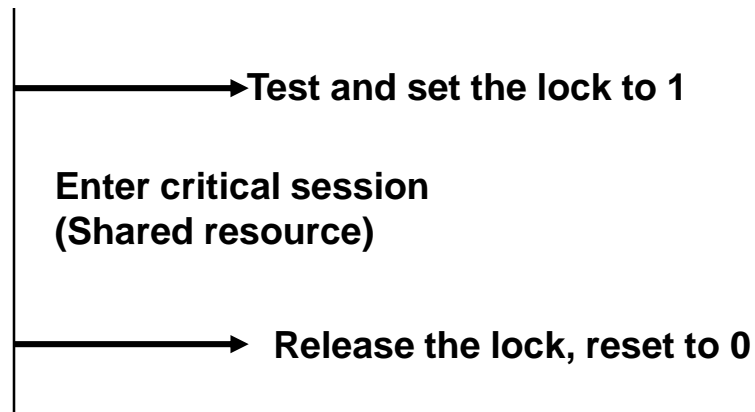 Test and set the lock to 1
Enter critical session
(Shared resource)
Release the lock, reset to 0